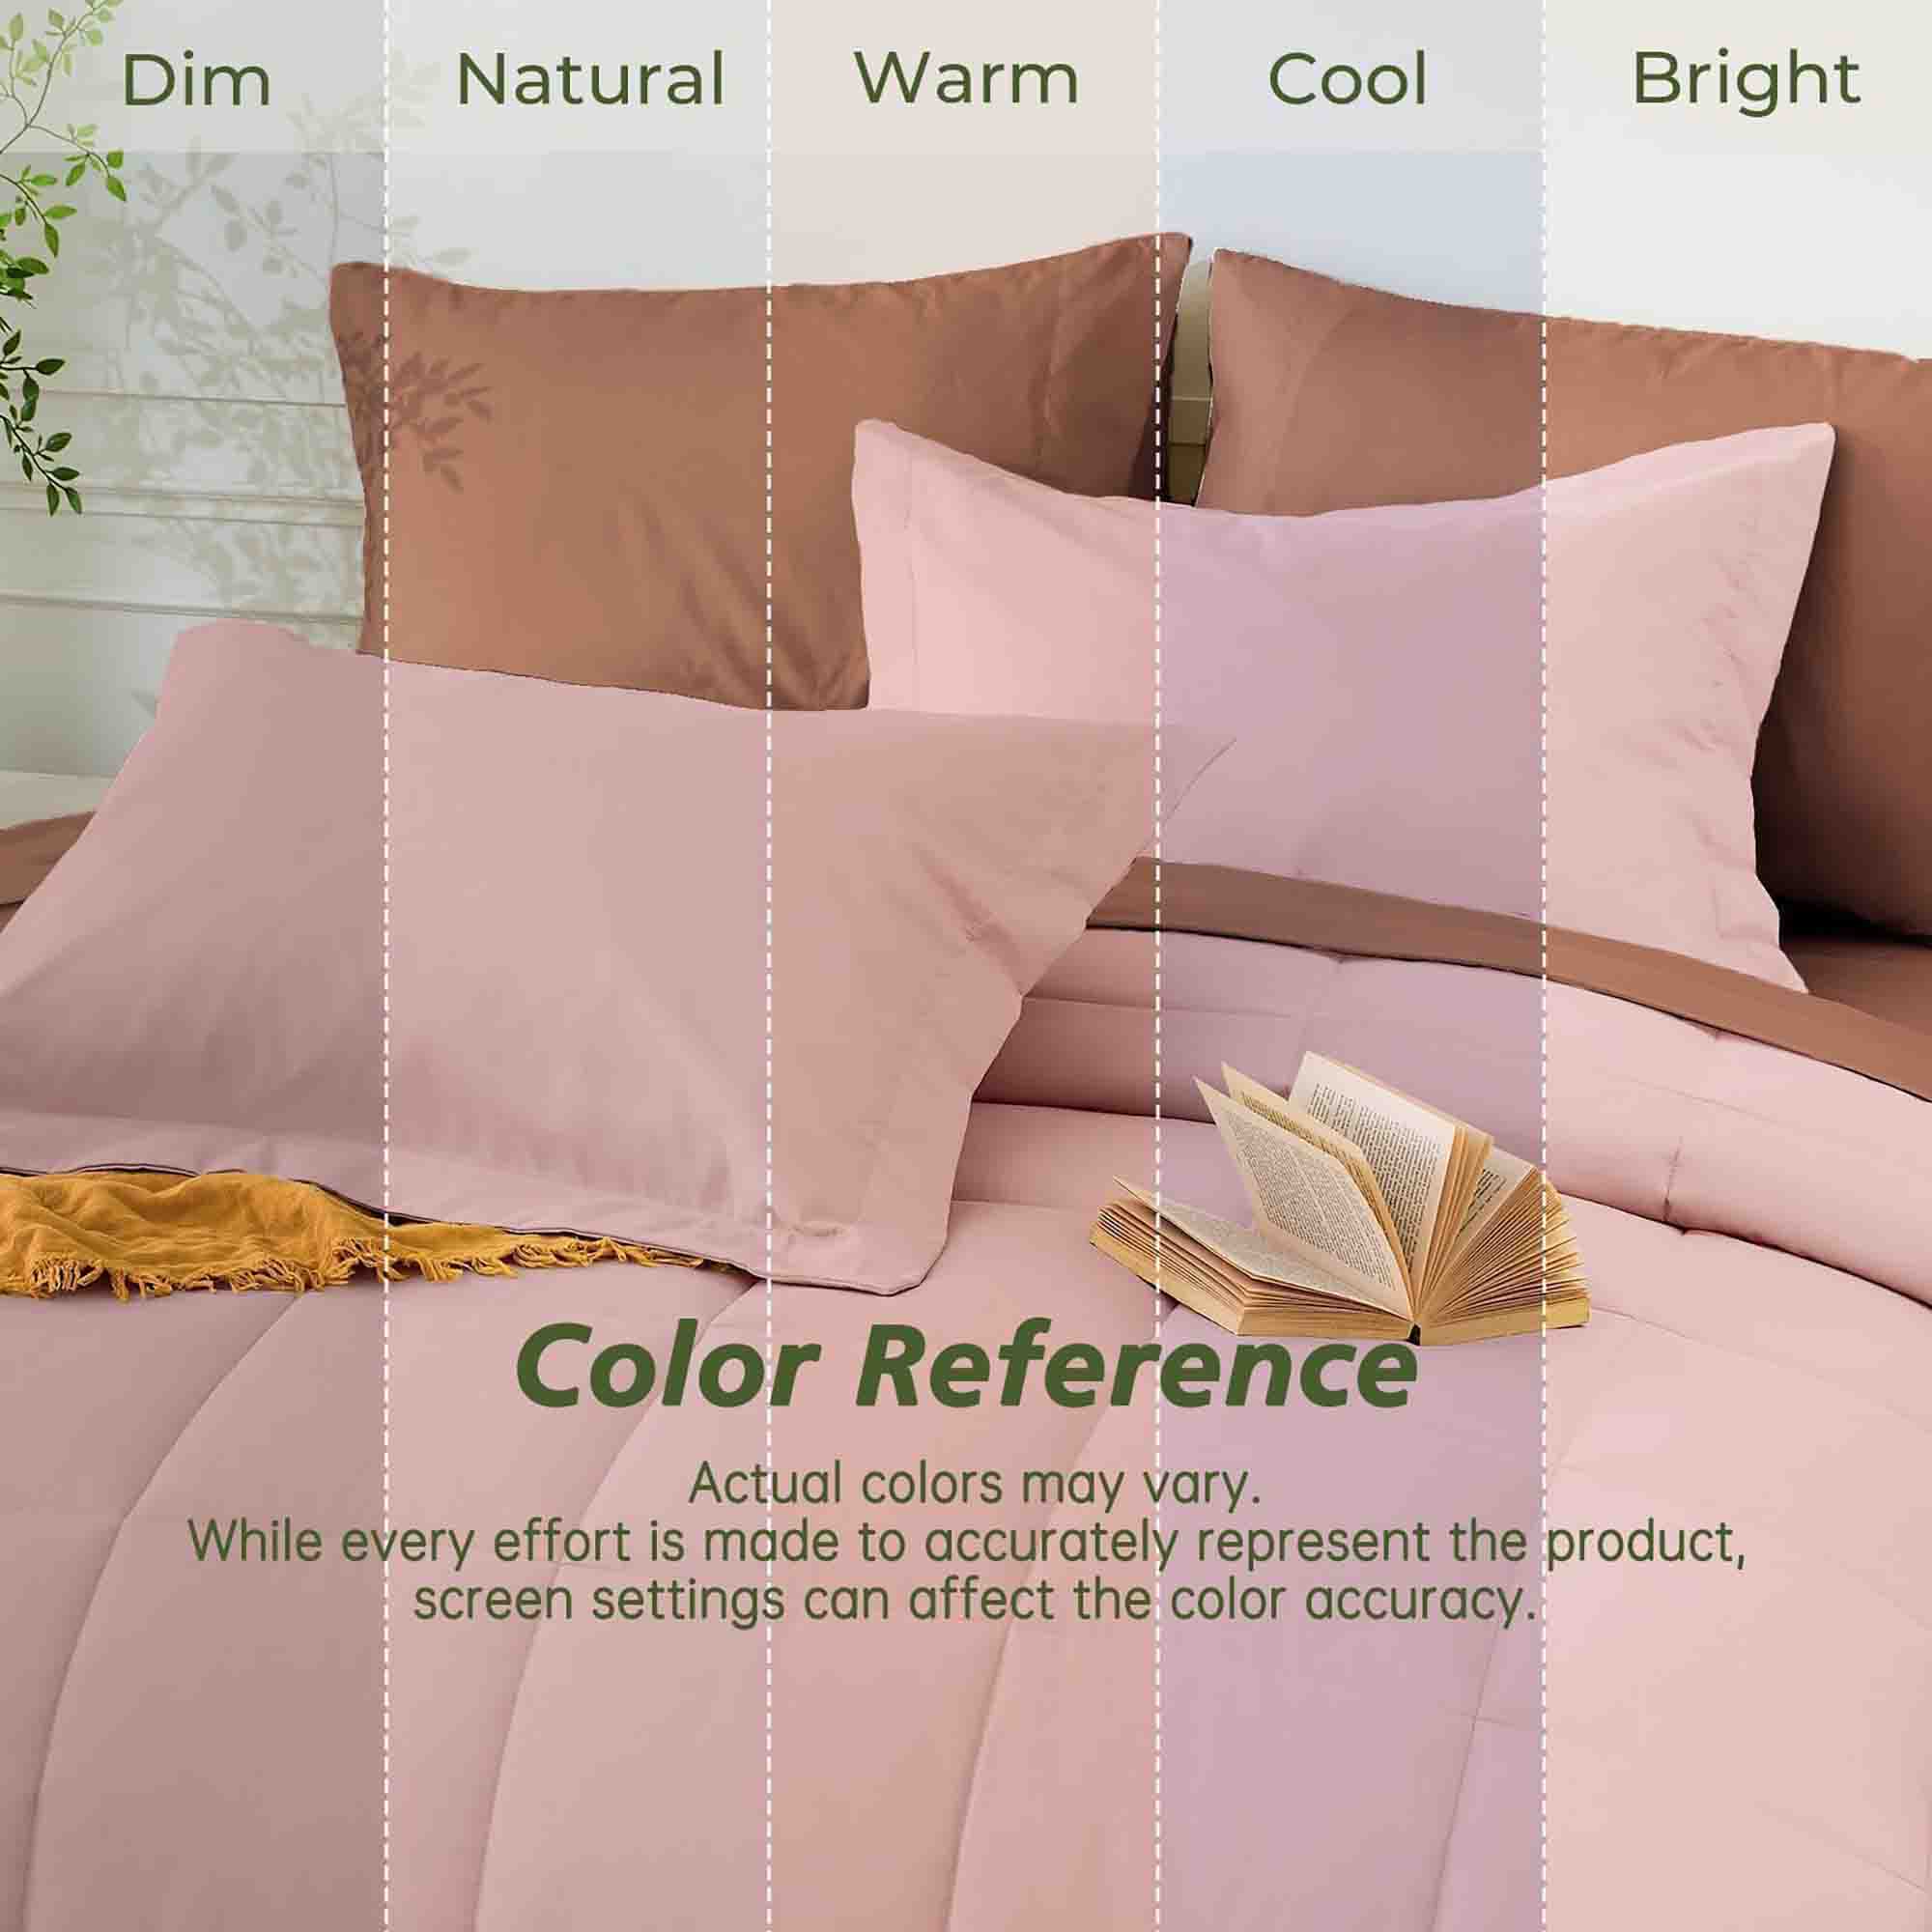 Dim Natural Warm Cool Bright
Color Reference
Actual colors may vary.
While every effort is made to accurately represent the product,
screen settings can affect the color accuracy.